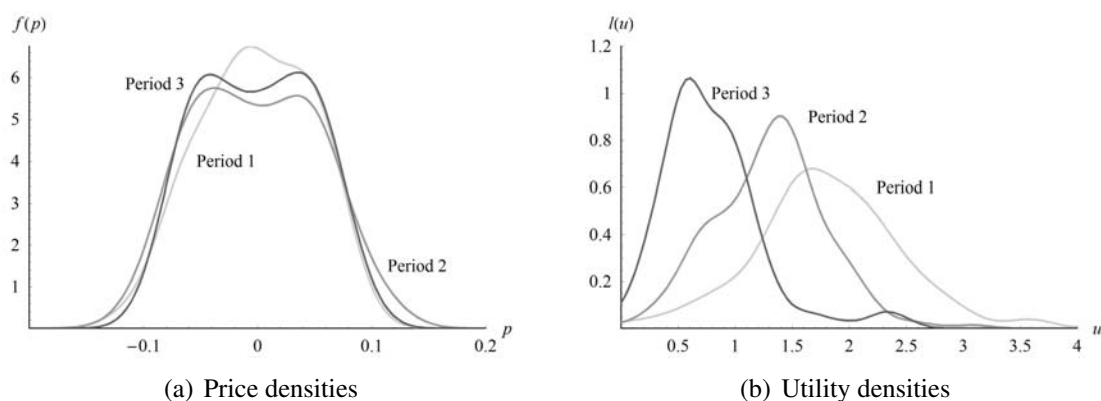 f(p)
6
5
4
3
2
1
Period 3
Period 1
Period 2
−0.1
0
0.1
0.2
p
(a) Price densities
l(u)
1.2
1
0.8
0.6
0.4
0.2
Period 3
Period 2
Period 1
0.5
1
1.5
2
2.5
3
3.5
4
u
(b) Utility densities